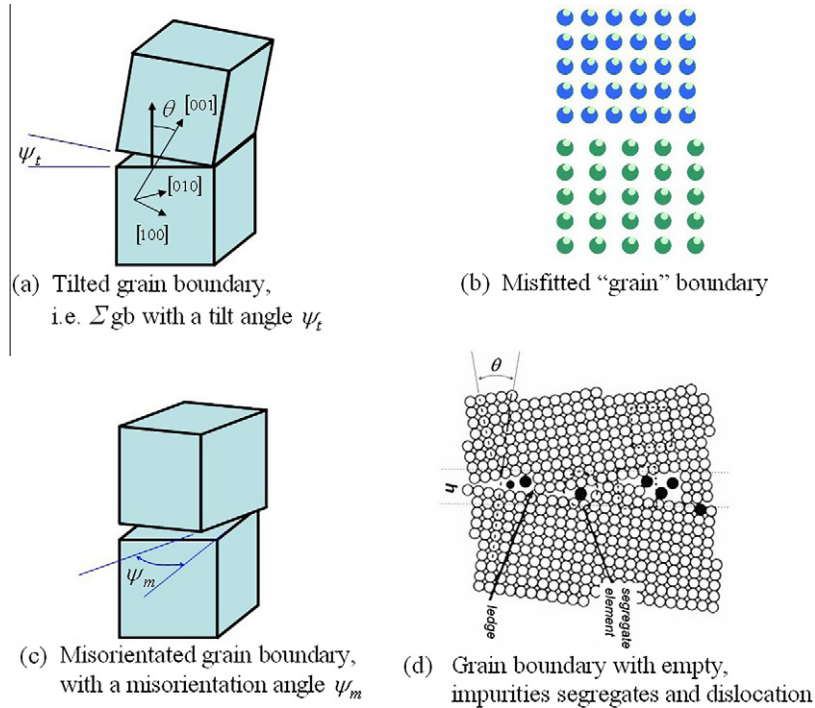 θ
[001]
ψt
[010]
[100]
(a) Tilted grain boundary,
i.e. Σ gb with a tilt angle ψt
(b) Misfitted “grain” boundary
ψm
(c) Misorientated grain boundary,
with a misorientation angle ψm
θ
h
ledge
segregate
element
(d) Grain boundary with empty,
impurities segregates and dislocation